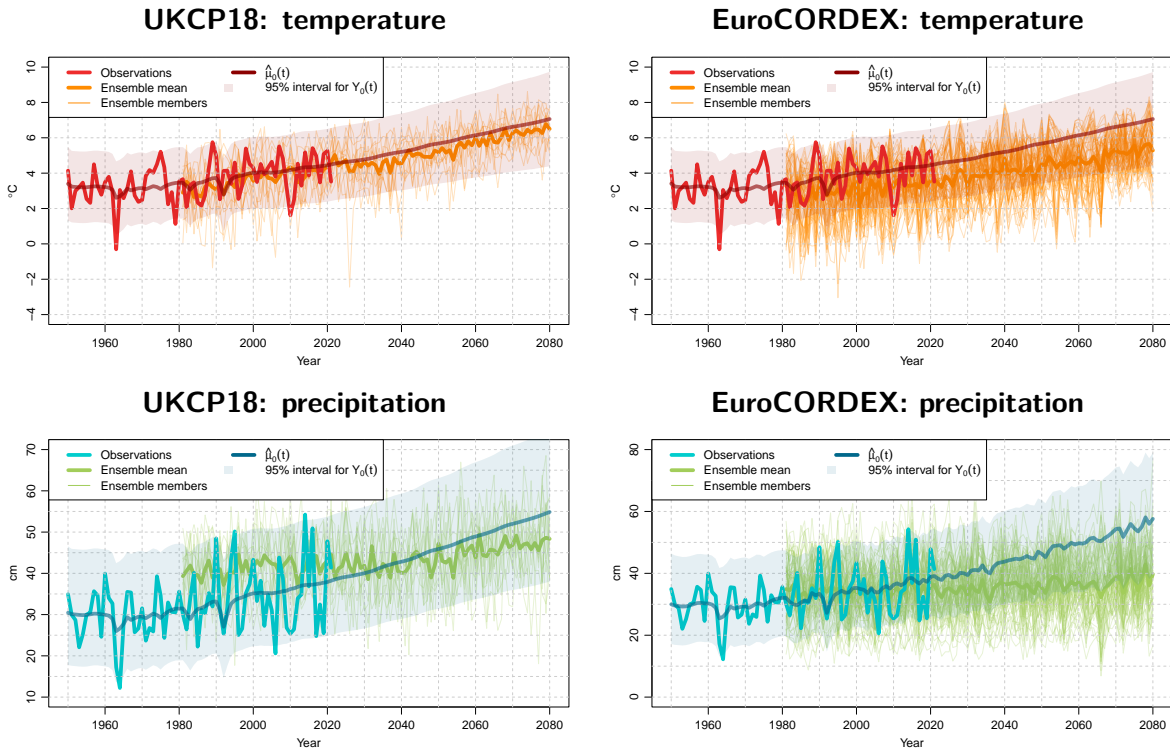 UKCP18: temperature
EuroCORDEX: temperature
Observations
Ensemble mean
Ensemble members
μ̂₀(t)
95% interval for Y₀(t)
10
8
6
4
2
0
−2
−4
°C
1960 1980 2000 2020 2040 2060 2080
Year
Observations
Ensemble mean
Ensemble members
μ̂₀(t)
95% interval for Y₀(t)
10
8
6
4
2
0
−2
−4
°C
1960 1980 2000 2020 2040 2060 2080
Year
UKCP18: precipitation
EuroCORDEX: precipitation
Observations
Ensemble mean
Ensemble members
μ̂₀(t)
95% interval for Y₀(t)
70
60
50
40
30
20
10
cm
1960 1980 2000 2020 2040 2060 2080
Year
Observations
Ensemble mean
Ensemble members
μ̂₀(t)
95% interval for Y₀(t)
80
60
40
20
0
cm
1960 1980 2000 2020 2040 2060 2080
Year